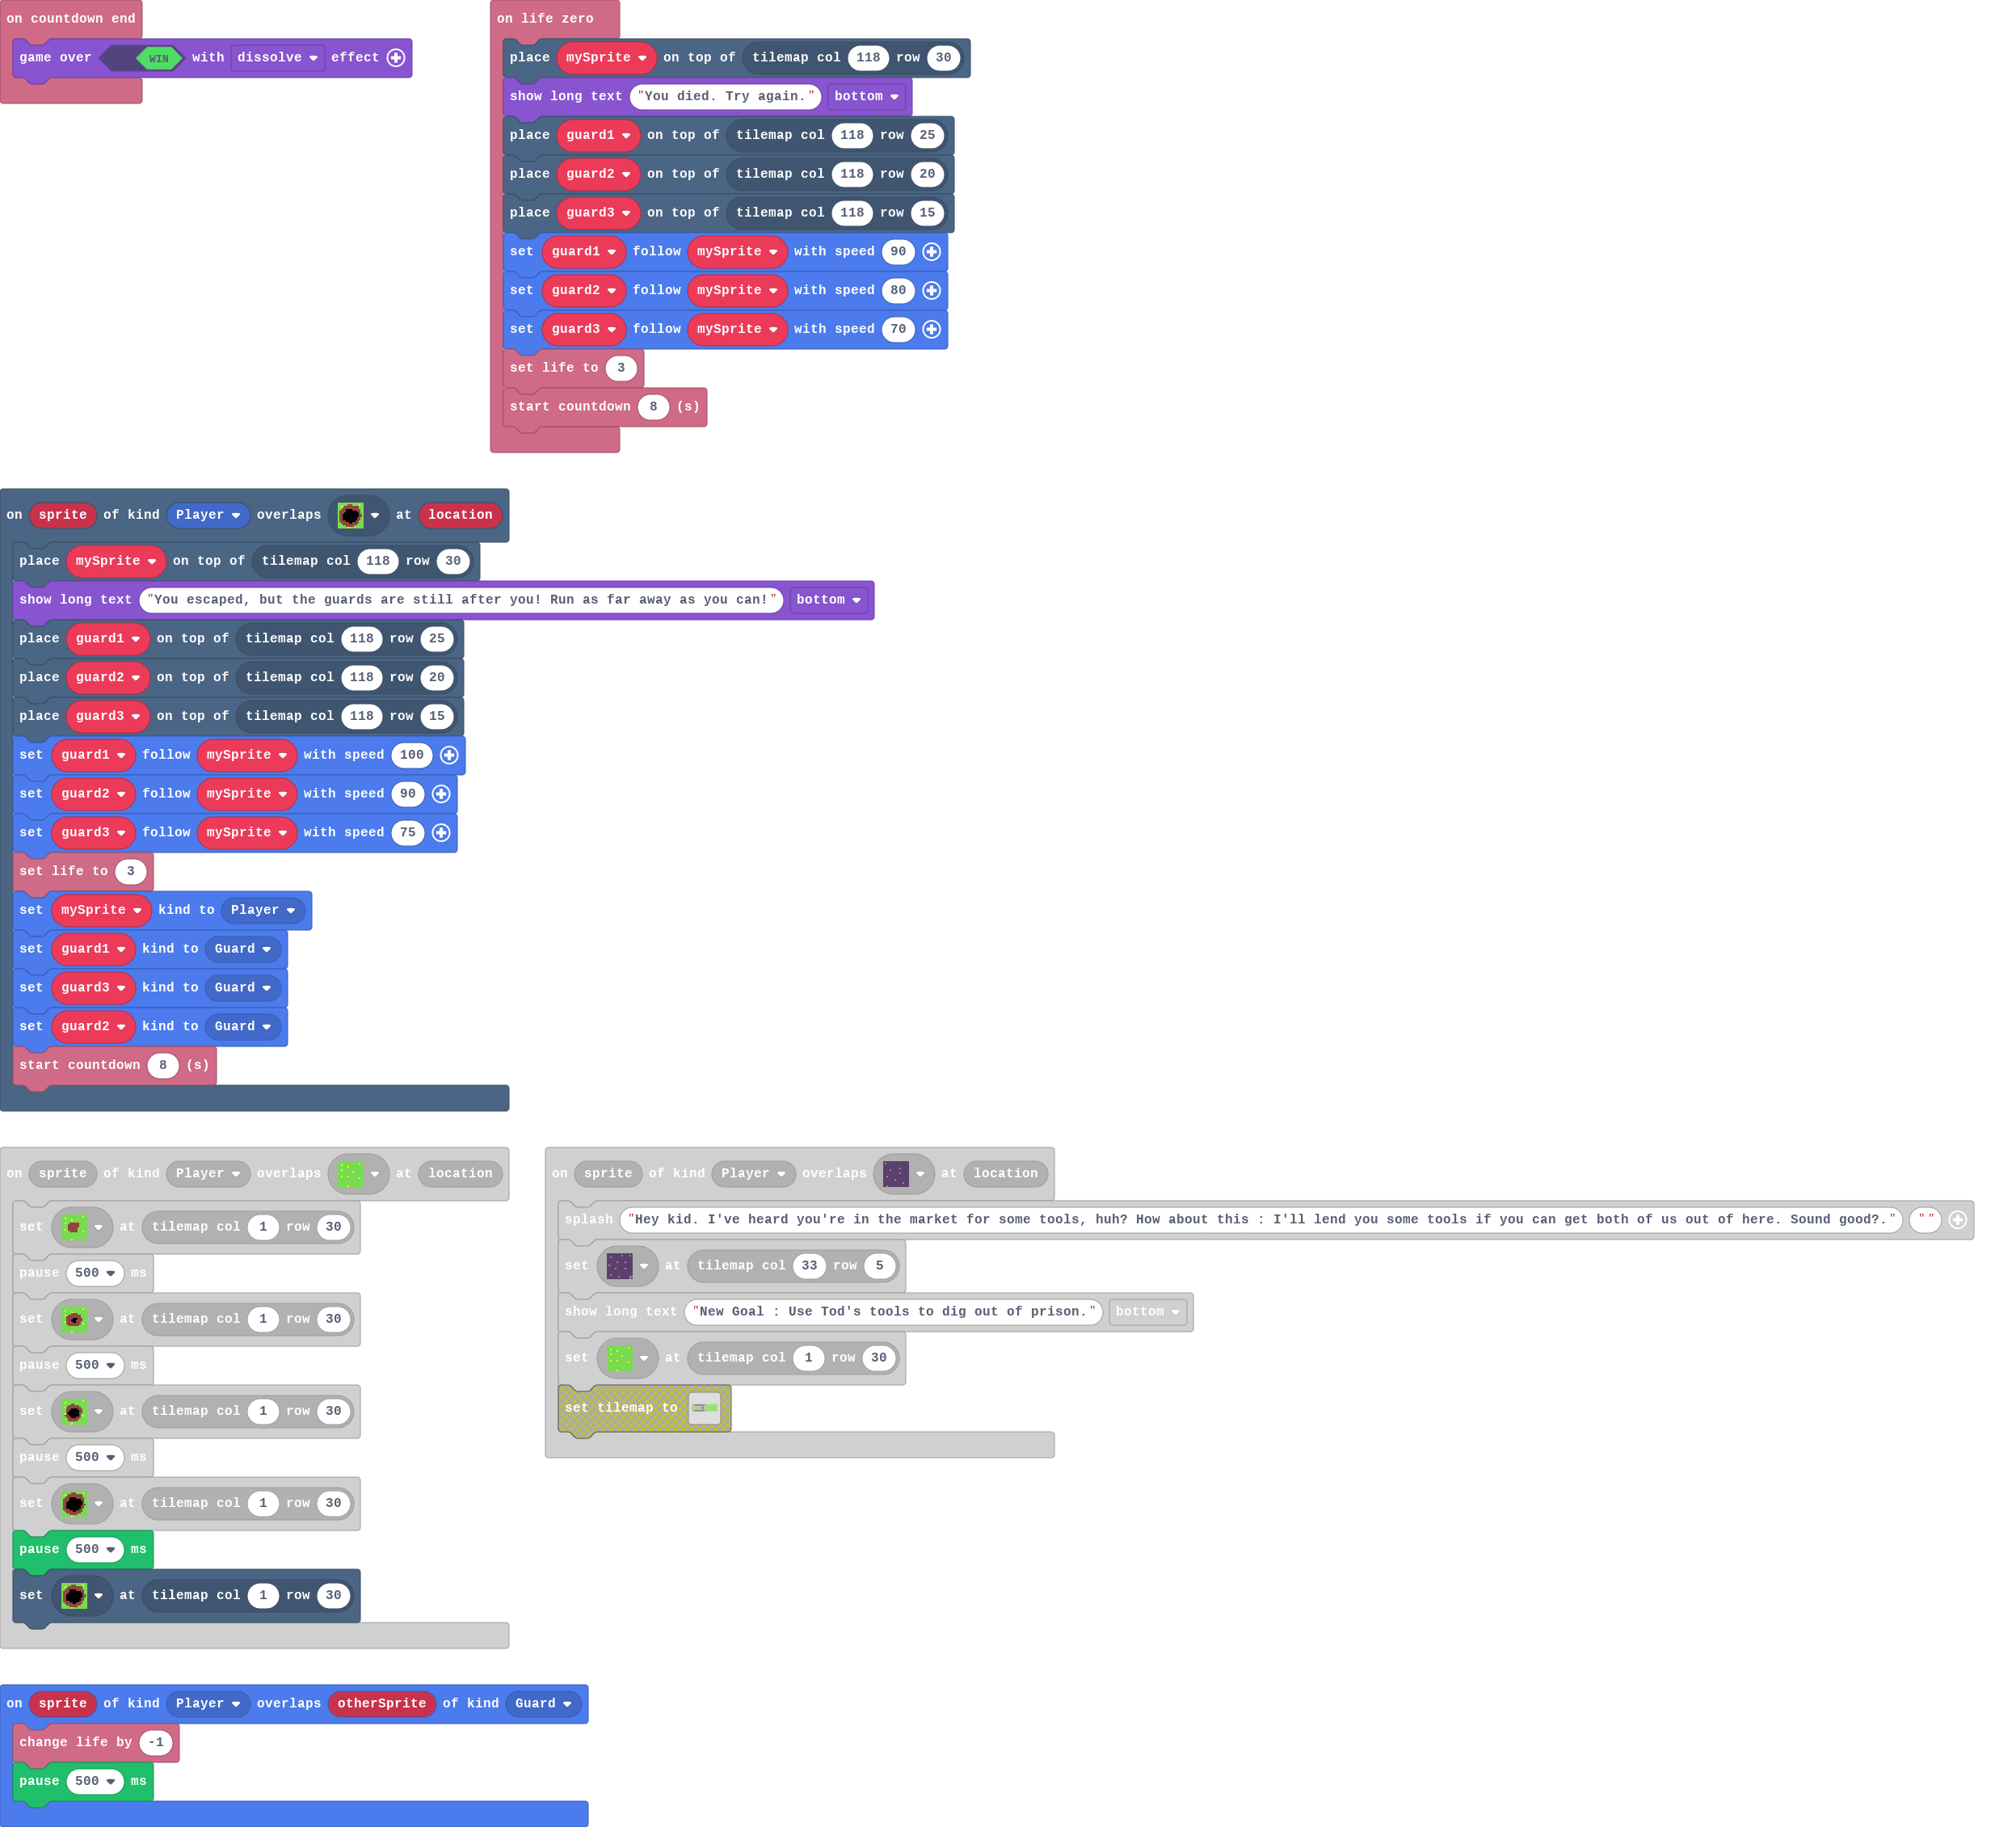 on countdown end
game over WIN with dissolve effect
on life zero
place mySprite on top of tilemap col 118 row 30
show long text "You died. Try again." bottom
place guard1 on top of tilemap col 118 row 25
place guard2 on top of tilemap col 118 row 20
place guard3 on top of tilemap col 118 row 15
set guard1 follow mySprite with speed 90
set guard2 follow mySprite with speed 80
set guard3 follow mySprite with speed 70
set life to 3
start countdown 8 (s)
on sprite of kind Player overlaps at location
place mySprite on top of tilemap col 118 row 30
show long text "You escaped, but the guards are still after you! Run as far away as you can!" bottom
place guard1 on top of tilemap col 118 row 25
place guard2 on top of tilemap col 118 row 20
place guard3 on top of tilemap col 118 row 15
set guard1 follow mySprite with speed 100
set guard2 follow mySprite with speed 90
set guard3 follow mySprite with speed 75
set life to 3
set mySprite kind to Player
set guard1 kind to Guard
set guard3 kind to Guard
set guard2 kind to Guard
start countdown 8 (s)
on sprite of kind Player overlaps at location
set at tilemap col 1 row 30
pause 500 ms
set at tilemap col 1 row 30
pause 500 ms
set at tilemap col 1 row 30
pause 500 ms
set at tilemap col 1 row 30
pause 500 ms
set at tilemap col 1 row 30
on sprite of kind Player overlaps at location
splash "Hey kid. I've heard you're in the market for some tools, huh? How about this : I'll lend you some tools if you can get both of us out of here. Sound good?." ""
set at tilemap col 33 row 5
show long text "New Goal : Use Tod's tools to dig out of prison." bottom
set at tilemap col 1 row 30
set tilemap to
on sprite of kind Player overlaps otherSprite of kind Guard
change life by -1
pause 500 ms